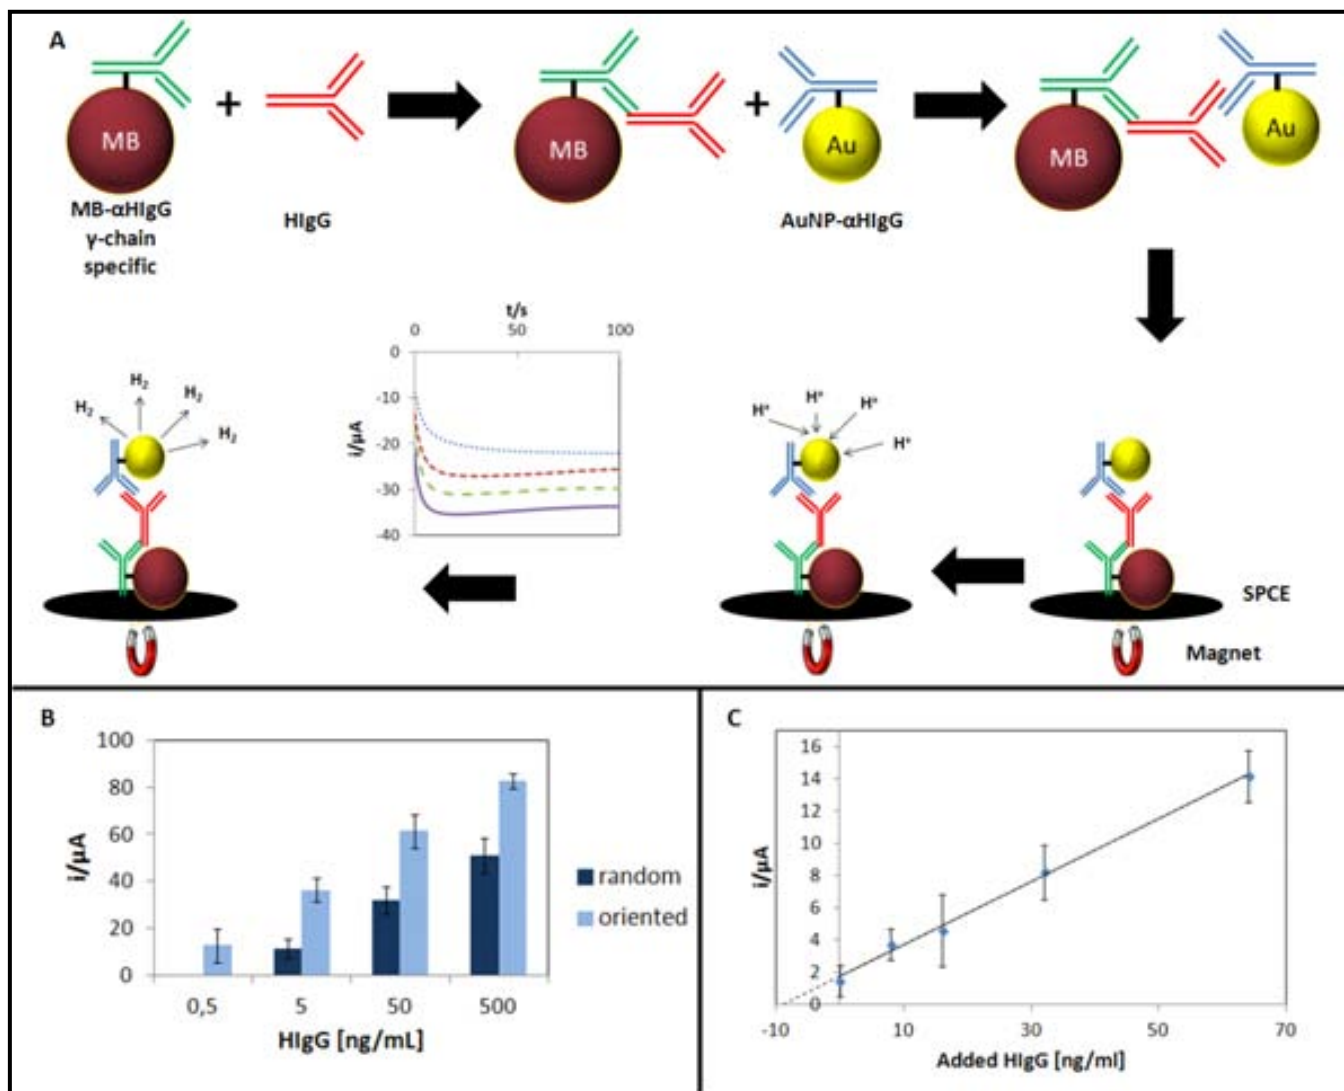 A
MB
+
+
MB
Au
MB
Au
MB-αHIgG
γ-chain
specific
HIgG
AuNP-αHIgG
t/s
0 50 100
0
-10
-20
-30
-40
i/µA
H₂
H₂
H₂
H₂
H⁺
H⁺
H⁺
H⁺
SPCE
Magnet
B
100
80
60
40
20
0
i/µA
random
oriented
0,5 5 50 500
HIgG [ng/mL]
C
16
14
12
10
8
6
4
2
0
i/µA
-10 10 30 50 70
Added HIgG [ng/ml]